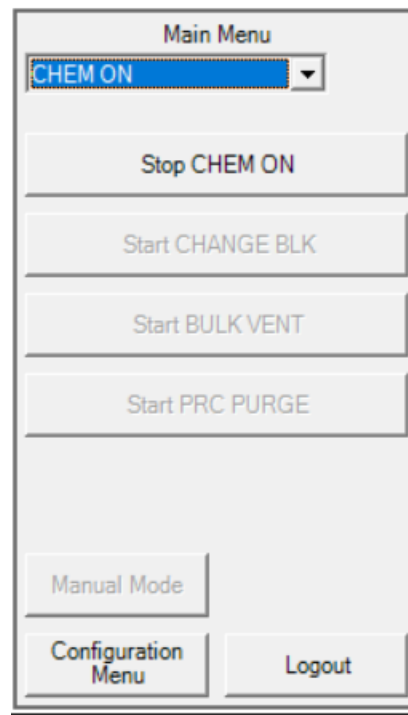 Main Menu
CHEM ON
Stop CHEM ON
Start CHANGE BLK
Start BULK VENT
Start PRC PURGE
Manual Mode
Configuration
Menu
Logout